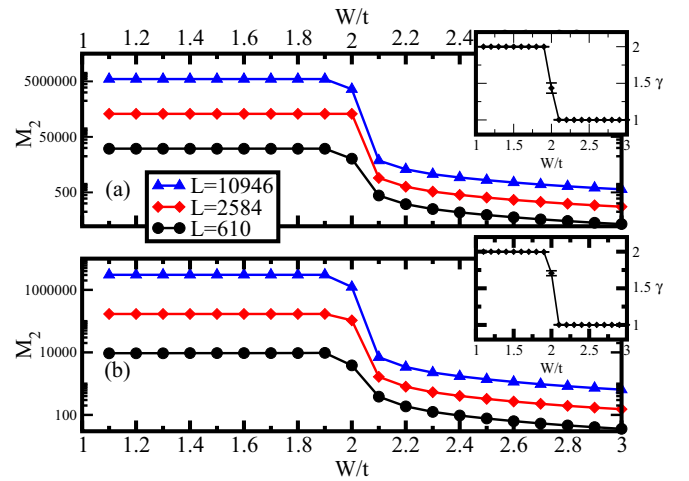 W/t
1 1.2 1.4 1.6 1.8 2 2.2 2.4
5000000
50000
500
M2
(a)
L=10946
L=2584
L=610
2
1.5 γ
1
1 1.5 2 2.5 3
W/t
1000000
10000
100
M2
(b)
2
1.5 γ
1
1 1.5 2 2.5 3
W/t
1 1.2 1.4 1.6 1.8 2 2.2 2.4 2.6 2.8 3
W/t